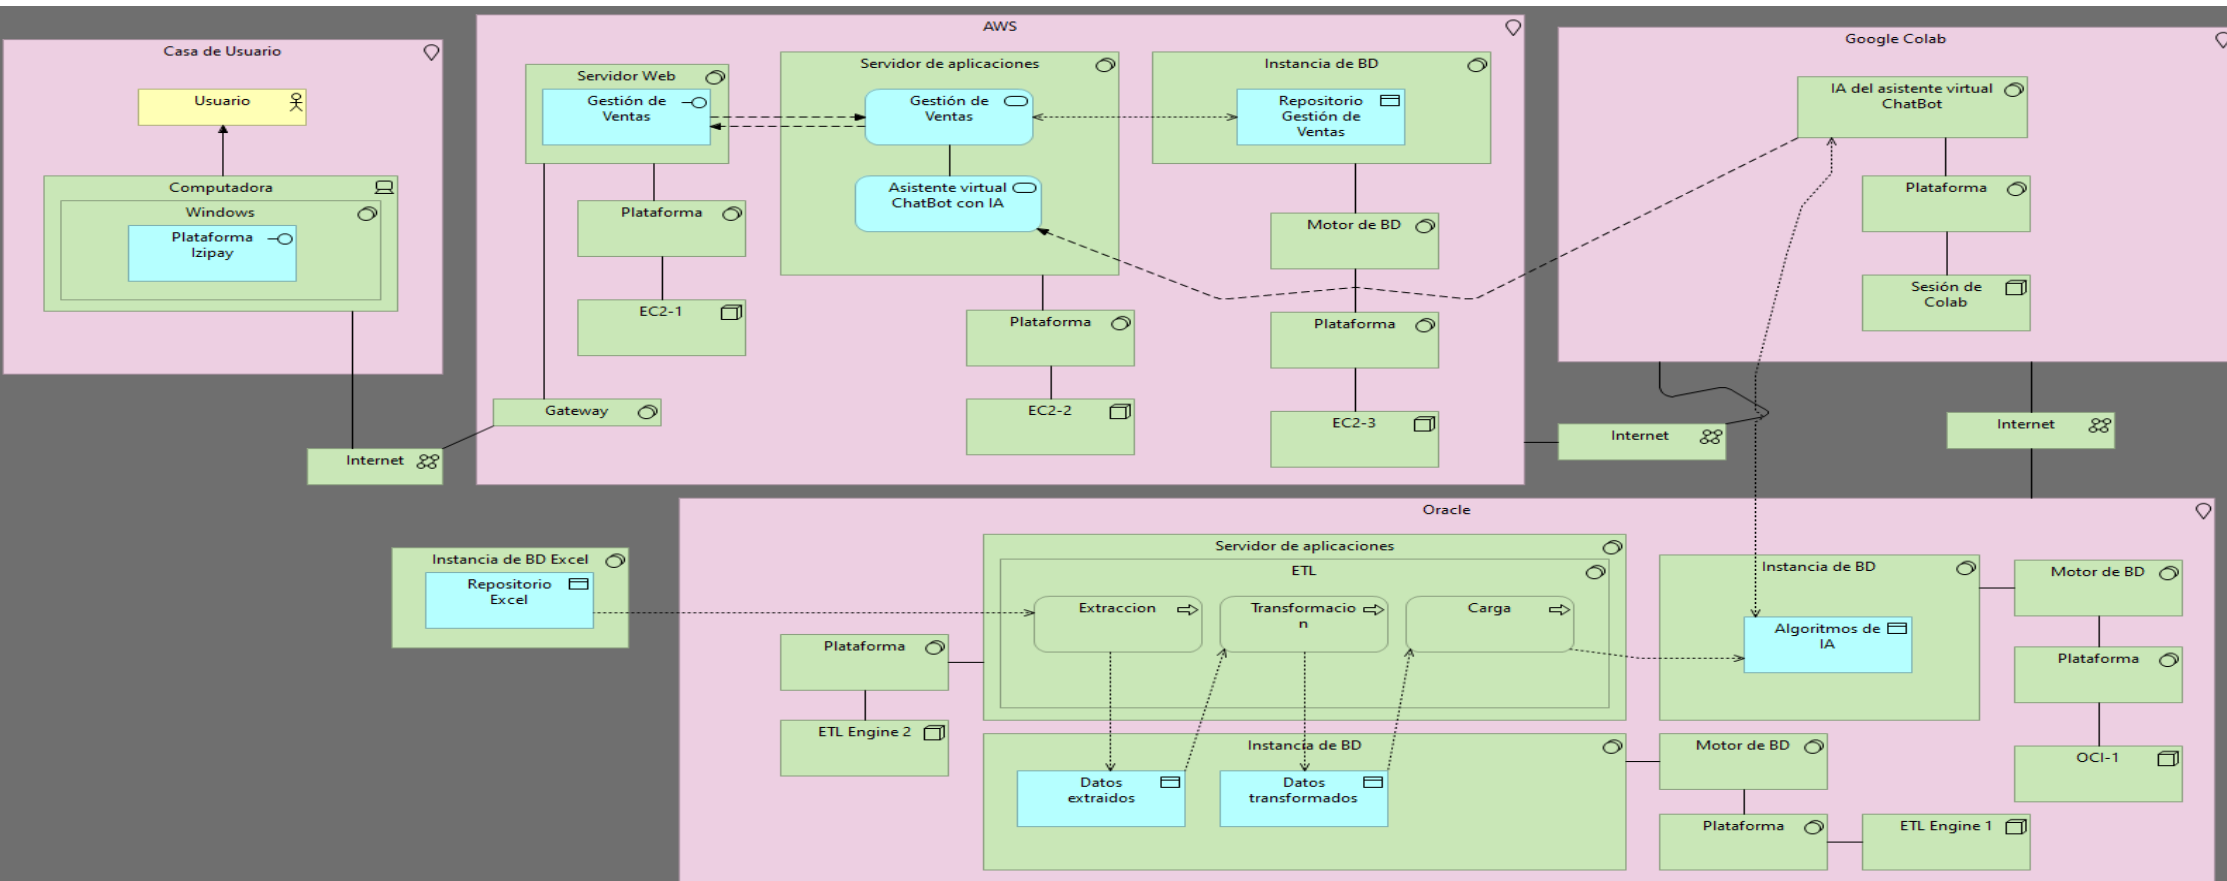 Casa de Usuario
Usuario
Computadora
Windows
Plataforma
Izipay
Internet
AWS
Servidor Web
Gestión de
Ventas
Plataforma
EC2-1
Gateway
Servidor de aplicaciones
Gestión de
Ventas
Asistente virtual
ChatBot con IA
Plataforma
EC2-2
Instancia de BD
Repositorio
Gestión de
Ventas
Motor de BD
Plataforma
EC2-3
Internet
Google Colab
IA del asistente virtual
ChatBot
Plataforma
Sesión de
Colab
Internet
Instancia de BD Excel
Repositorio
Excel
Oracle
Servidor de aplicaciones
ETL
Extraccion
Transformacio
n
Carga
Plataforma
ETL Engine 2
Instancia de BD
Datos
extraidos
Datos
transformados
Motor de BD
Plataforma
ETL Engine 1
Instancia de BD
Algoritmos de
IA
Motor de BD
Plataforma
OCI-1